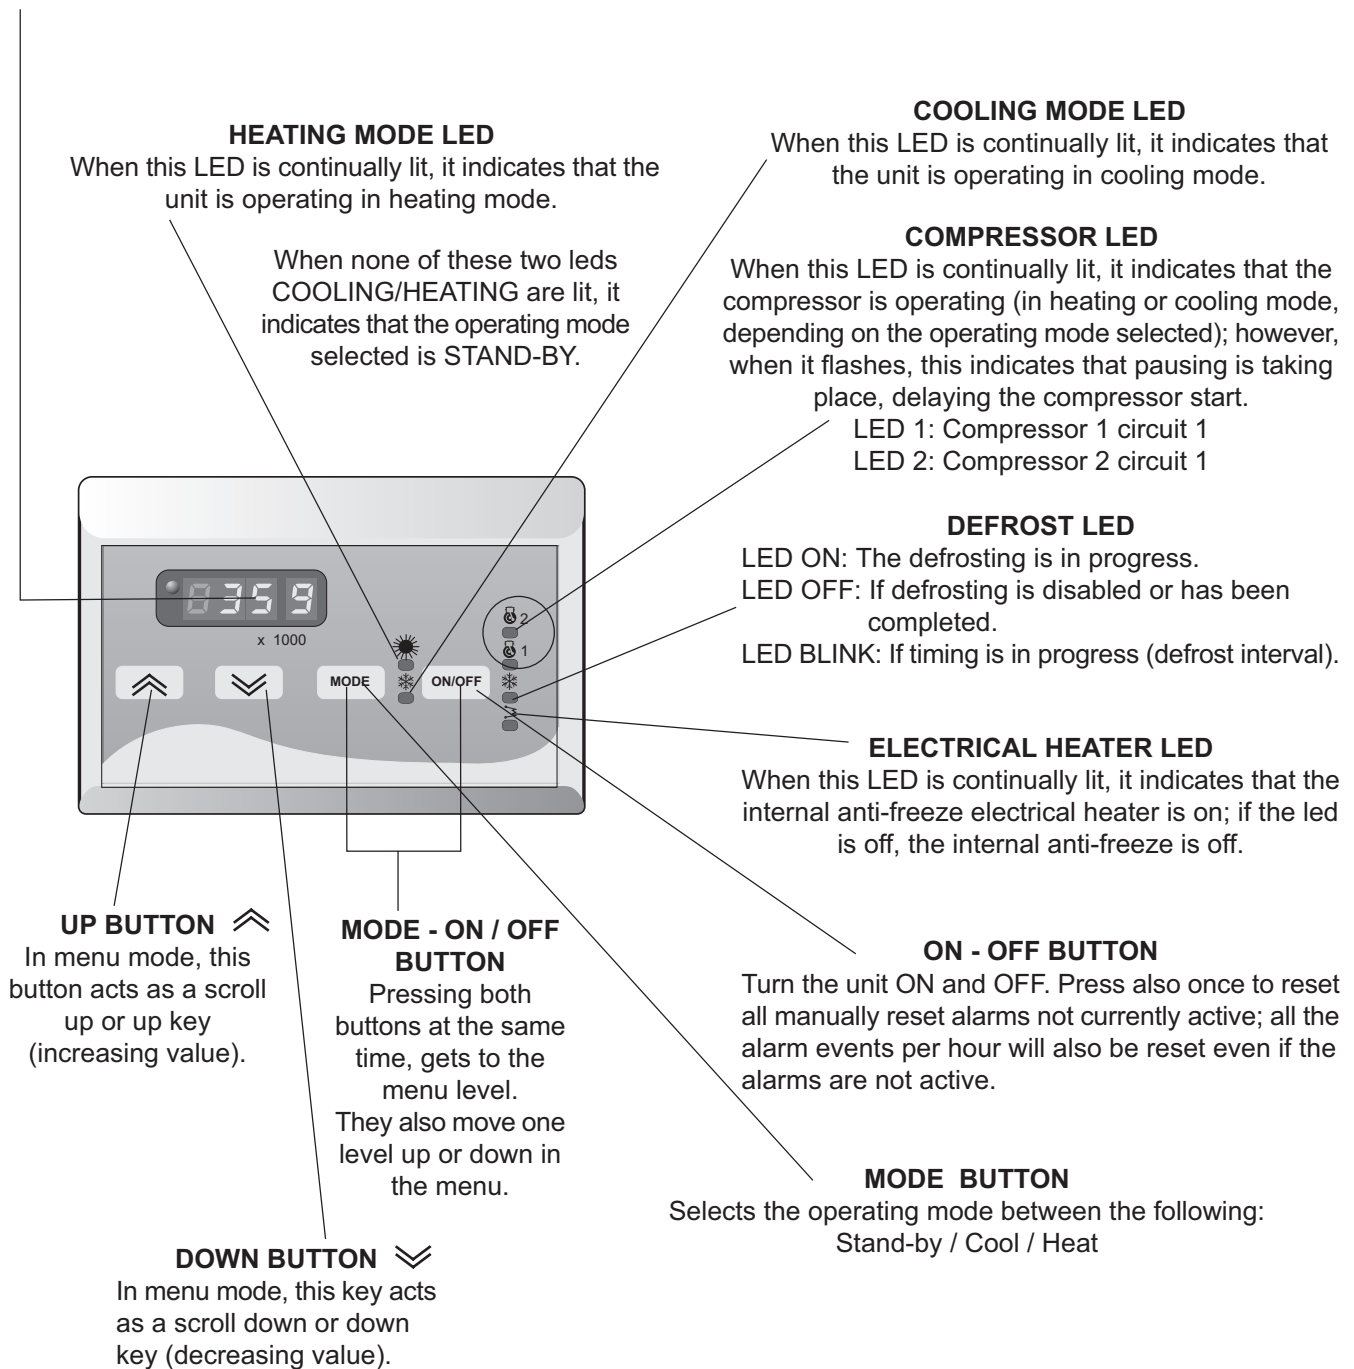 HEATING MODE LED
When this LED is continually lit, it indicates that the
unit is operating in heating mode.
When none of these two leds
COOLING/HEATING are lit, it
indicates that the operating mode
selected is STAND-BY.
COOLING MODE LED
When this LED is continually lit, it indicates that
the unit is operating in cooling mode.
COMPRESSOR LED
When this LED is continually lit, it indicates that the
compressor is operating (in heating or cooling mode,
depending on the operating mode selected); however,
when it flashes, this indicates that pausing is taking
place, delaying the compressor start.
LED 1: Compressor 1 circuit 1
LED 2: Compressor 2 circuit 1
DEFROST LED
LED ON: The defrosting is in progress.
LED OFF: If defrosting is disabled or has been
completed.
LED BLINK: If timing is in progress (defrost interval).
ELECTRICAL HEATER LED
When this LED is continually lit, it indicates that the
internal anti-freeze electrical heater is on; if the led
is off, the internal anti-freeze is off.
359
x 1000
2
1
MODE
ON/OFF
UP BUTTON
In menu mode, this
button acts as a scroll
up or up key
(increasing value).
MODE - ON / OFF
BUTTON
Pressing both
buttons at the same
time, gets to the
menu level.
They also move one
level up or down in
the menu.
ON - OFF BUTTON
Turn the unit ON and OFF. Press also once to reset
all manually reset alarms not currently active; all the
alarm events per hour will also be reset even if the
alarms are not active.
MODE BUTTON
Selects the operating mode between the following:
Stand-by / Cool / Heat
DOWN BUTTON
In menu mode, this key acts
as a scroll down or down
key (decreasing value).